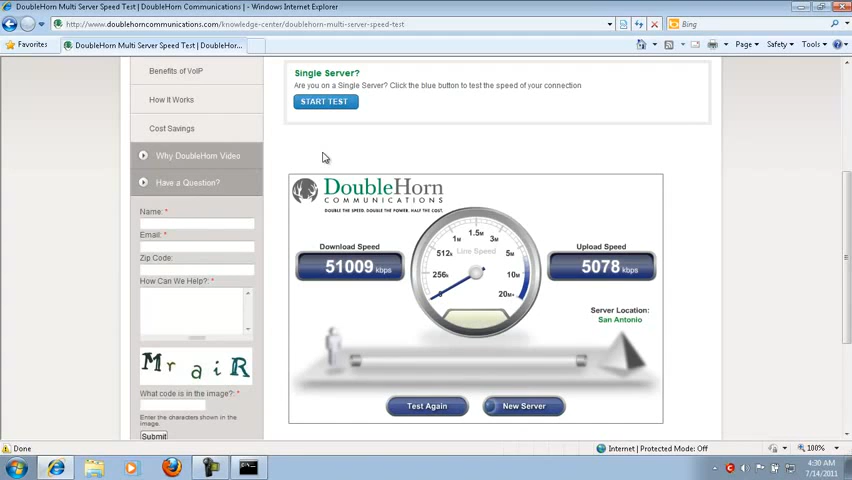 DoubleHorn Multi Server Speed Test | DoubleHorn Communications | - Windows Internet Explorer
http://www.doublehorncommunications.com/knowledge-center/doublehorn-multi-server-speed-test
Bing
Favorites
DoubleHorn Multi Server Speed Test | DoubleHor...
Page
Safety
Tools
Benefits of VoIP
How it Works
Cost Savings
Why DoubleHorn Video
Have a Question?
Name: *
Email: *
Zip Code:
How Can We Help?: *
M r a i R
What code is in the image?: *
Enter the characters shown in the
image.
Submit
Single Server?
Are you on a Single Server? Click the blue button to test the speed of your connection
START TEST
DoubleHorn
COMMUNICATIONS
DOUBLE THE SPEED. DOUBLE THE POWER. HALF THE COST.
Download Speed
51009 kbps
Line Speed
0
256k
512k
1M
1.5M
3M
5M
10M
20M+
Upload Speed
5078 kbps
Server Location:
San Antonio
Test Again
New Server
Done
Internet | Protected Mode: Off
100%
4:30 AM
7/14/2011